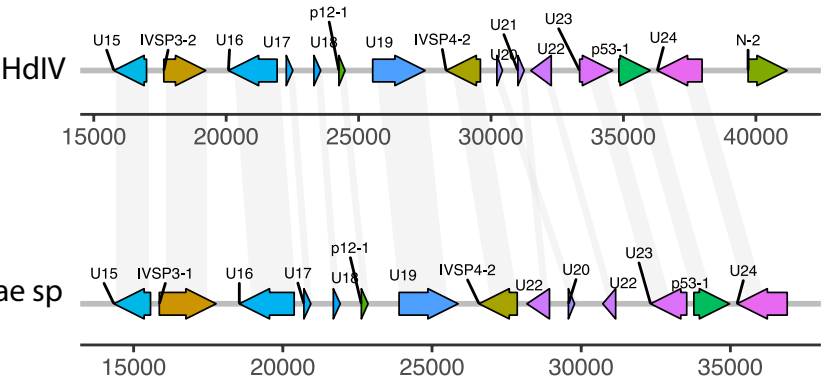 p12-1
U21
U23
U15 IVSP3-2 U16 U17 U18 U19 IVSP4-2 U20 U22 p53-1 U24 N-2
HdIV
15000 20000 25000 30000 35000 40000
p12-1
U23
U15 IVSP3-1 U16 U17 U18 U19 IVSP4-2 U22 U20 U22 p53-1 U24
ae sp
15000 20000 25000 30000 35000